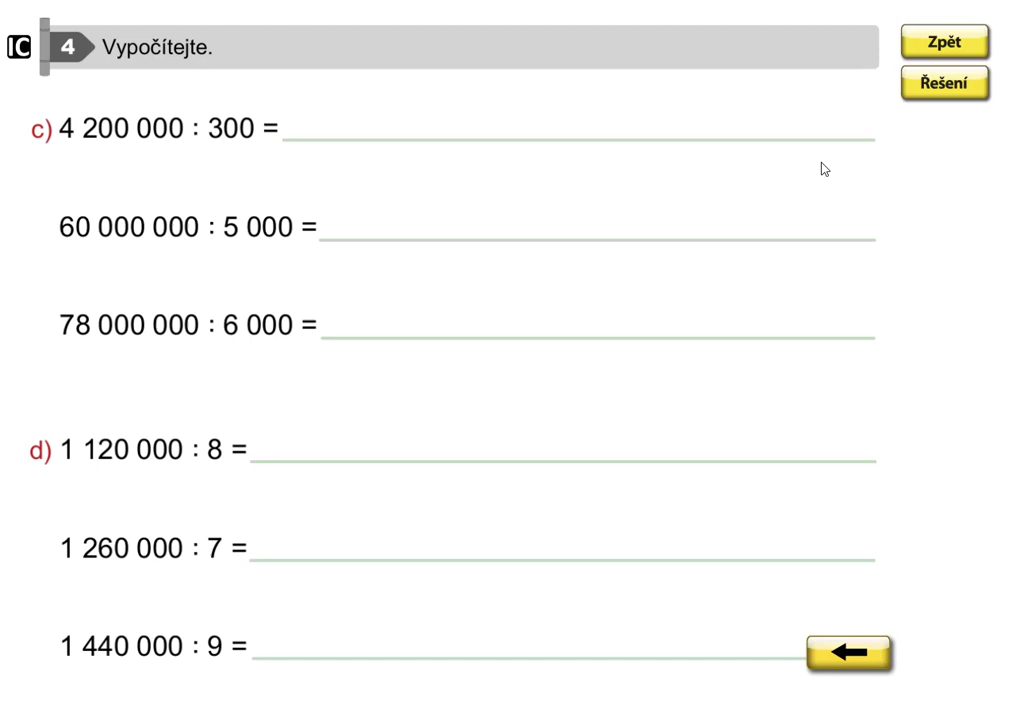 IC 4 Vypočítejte.
Zpět
Řešení
c) 4 200 000 : 300 =
60 000 000 : 5 000 =
78 000 000 : 6 000 =
d) 1 120 000 : 8 =
1 260 000 : 7 =
1 440 000 : 9 =